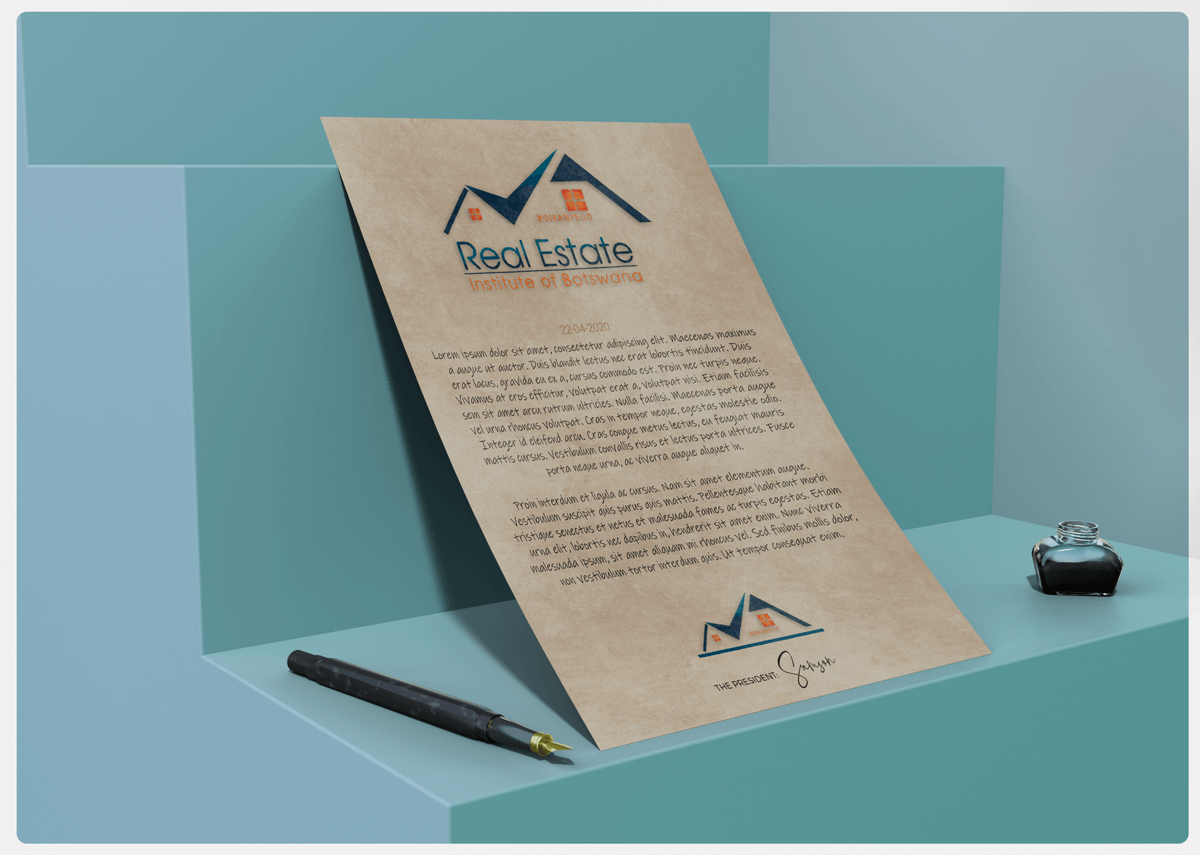 BOIKANYEGO
Real Estate
Institute of Botswana
22-04-2020
Lorem ipsum dolor sit amet, consectetur adipiscing elit. Maecenas maximus
a augue ut auctor. Duis blandit lectus nec erat lobortis tincidunt. Duis
erat lacus, gravida eu ex a, cursus commodo est. Proin nec turpis neque.
Vivamus at eros efficitur, volutpat erat a, volutpat nisi. Etiam facilisis
sem sit amet arcu rutrum ultricies. Nulla facilisi. Maecenas porta augue
vel urna rhoncus volutpat. Cras in tempor neque, egestas molestie odio.
Integer id eleifend arcu. Cras congue metus lectus, eu feugiat mauris
mattis cursus. Vestibulum convallis risus et lectus porta ultrices. Fusce
porta neque urna, ac viverra augue aliquet in.
Proin interdum et ligula ac cursus. Nam sit amet elementum augue.
Vestibulum suscipit quis purus quis mattis. Pellentesque habitant morbi
tristique senectus et netus et malesuada fames ac turpis egestas. Etiam
urna elit, lobortis nec dapibus in, hendrerit sit amet enim. Nunc viverra
malesuada ipsum, sit amet aliquam mi rhoncus vel. Sed finibus mollis dolor,
non vestibulum tortor interdum quis. Ut tempor consequat enim.
THE PRESIDENT: